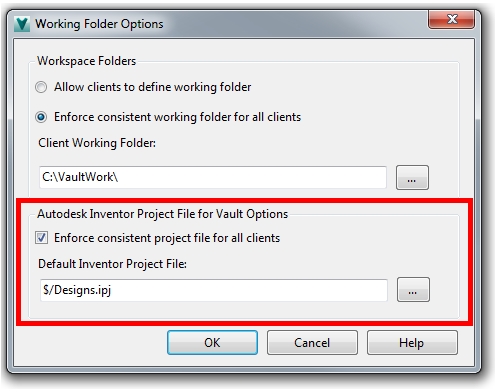 Working Folder Options
Workspace Folders
Allow clients to define working folder
Enforce consistent working folder for all clients
Client Working Folder:
C:\VaultWork\
...
Autodesk Inventor Project File for Vault Options
Enforce consistent project file for all clients
Default Inventor Project File:
$/Designs.ipj
...
OK Cancel Help